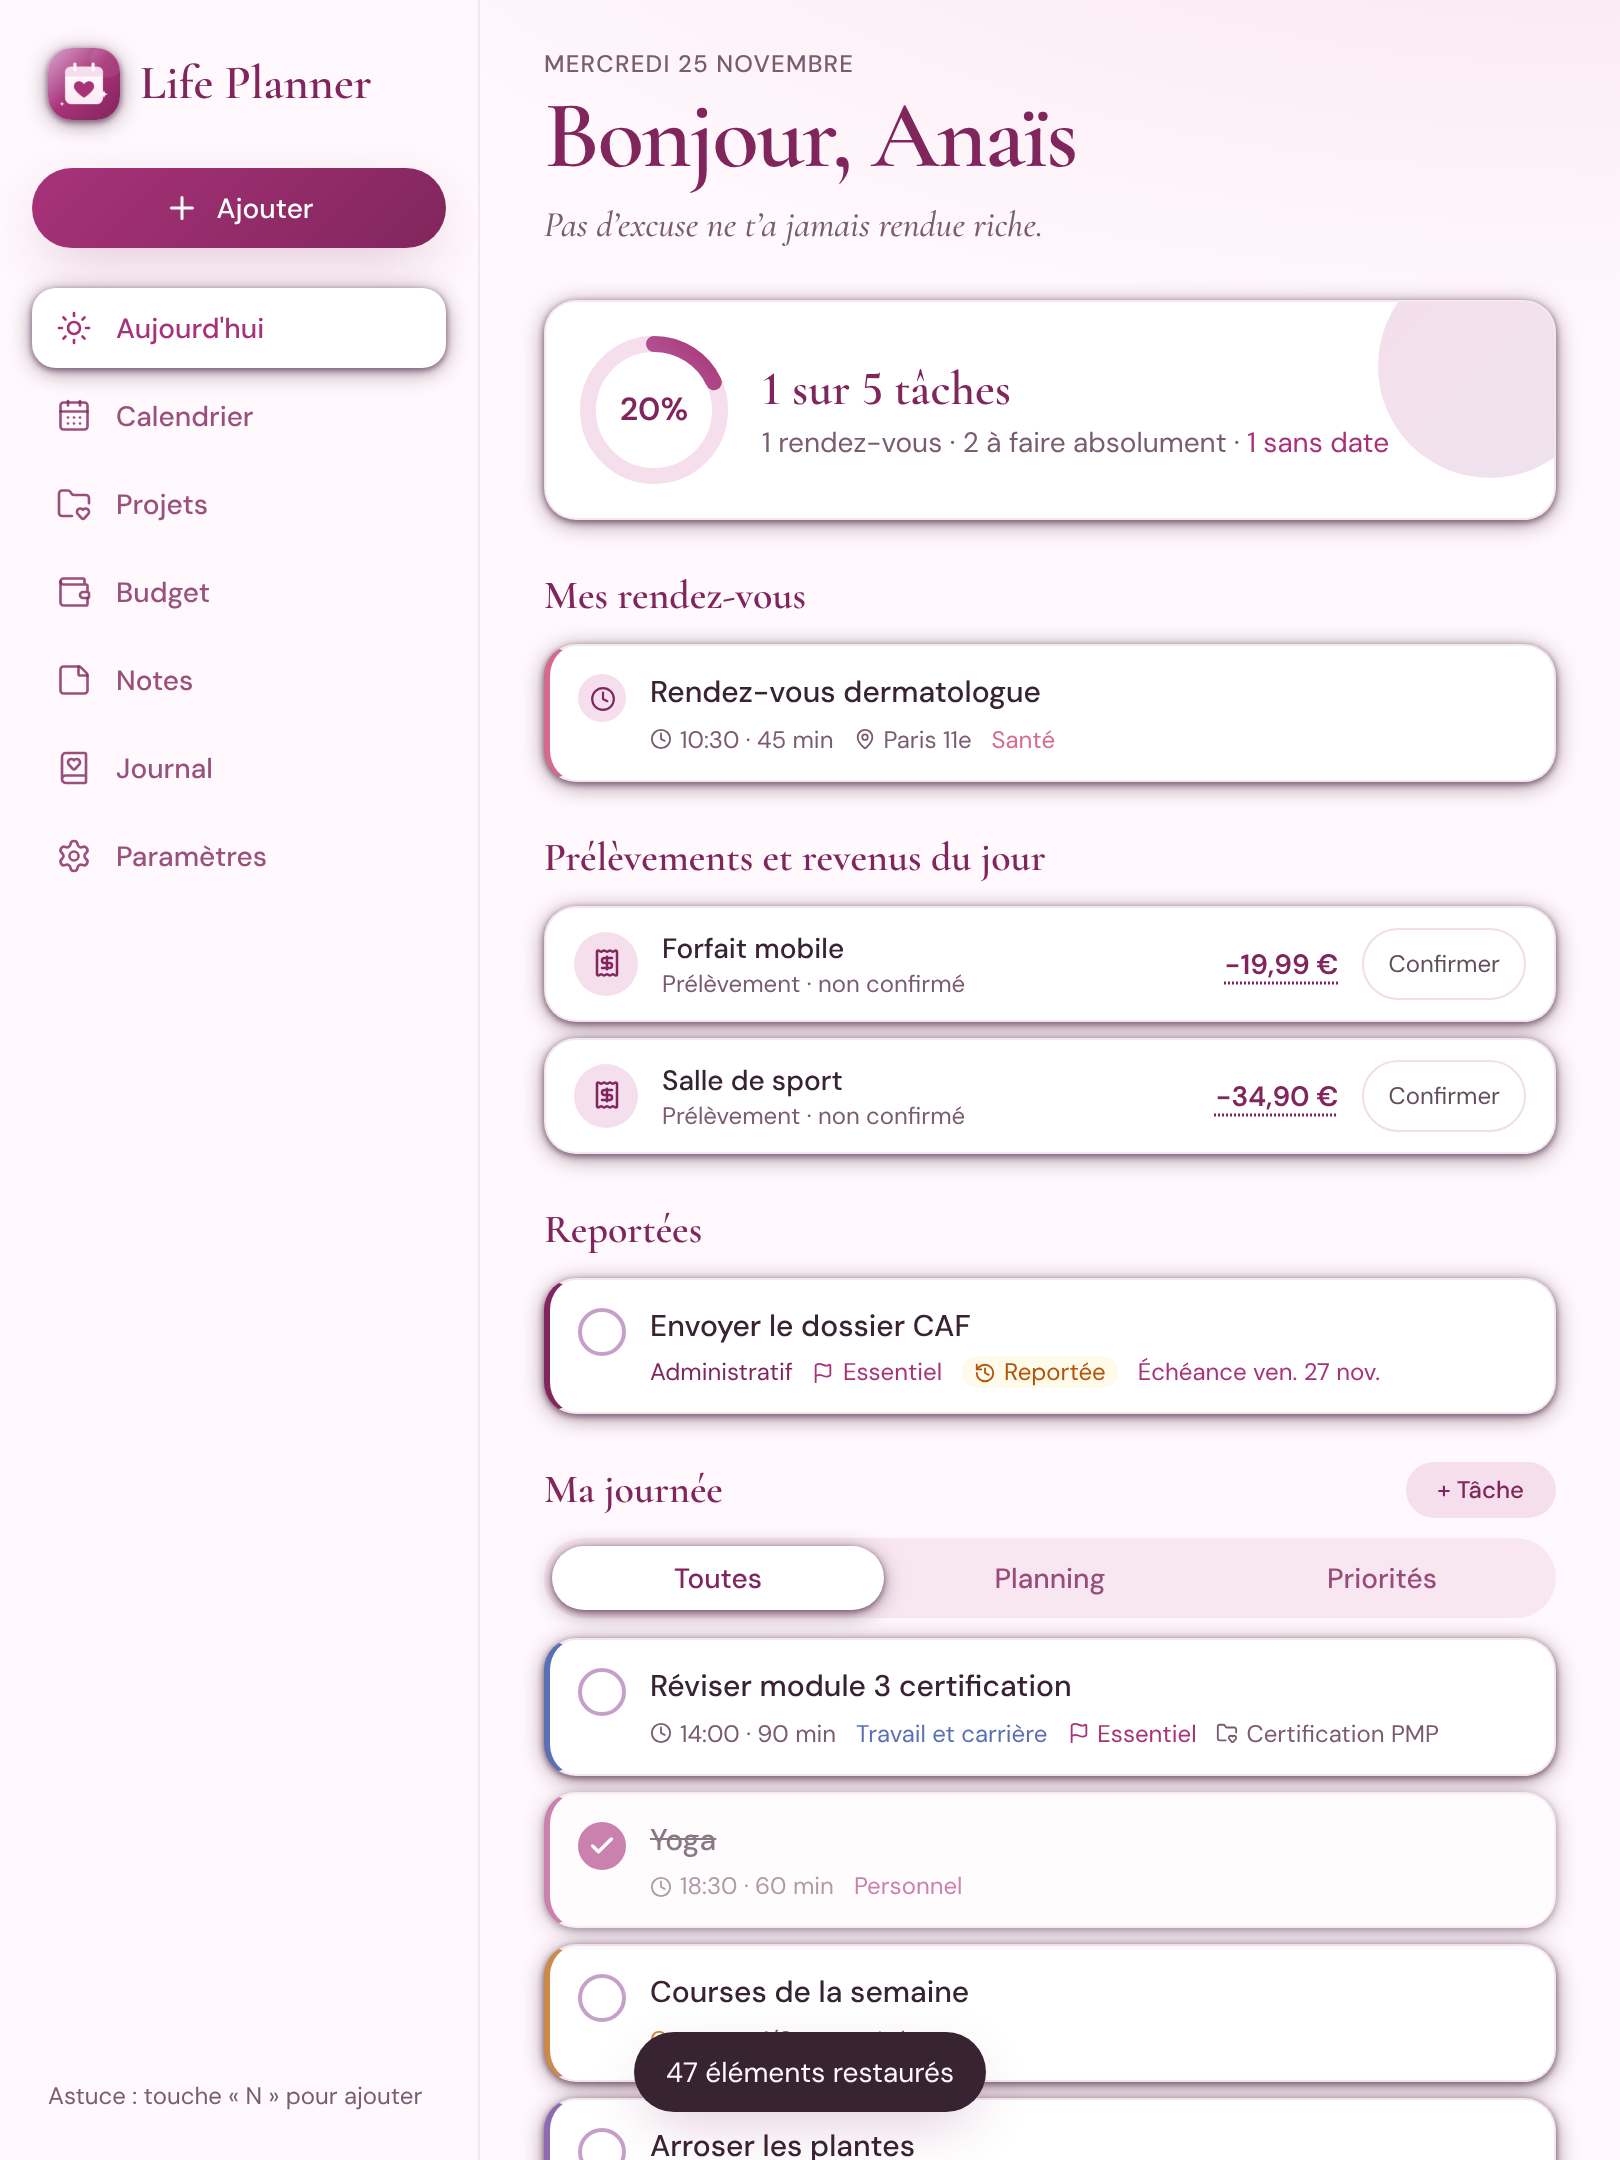 Life Planner
Ajouter
Aujourd'hui
Calendrier
Projets
Budget
Notes
Journal
Paramètres
Astuce : touche « N » pour ajouter
MERCREDI 25 NOVEMBRE
Bonjour, Anaïs
Pas d’excuse ne t’a jamais rendue riche.
20%
1 sur 5 tâches
1 rendez-vous · 2 à faire absolument · 1 sans date
Mes rendez-vous
Rendez-vous dermatologue
10:30 · 45 min Paris 11e Santé
Prélèvements et revenus du jour
Forfait mobile
Prélèvement · non confirmé
-19,99 € Confirmer
Salle de sport
Prélèvement · non confirmé
-34,90 € Confirmer
Reportées
Envoyer le dossier CAF
Administratif Essentiel Reportée Échéance ven. 27 nov.
Ma journée
+ Tâche
Toutes Planning Priorités
Réviser module 3 certification
14:00 · 90 min Travail et carrière Essentiel Certification PMP
Yoga
18:30 · 60 min Personnel
Courses de la semaine
47 éléments restaurés
Arroser les plantes